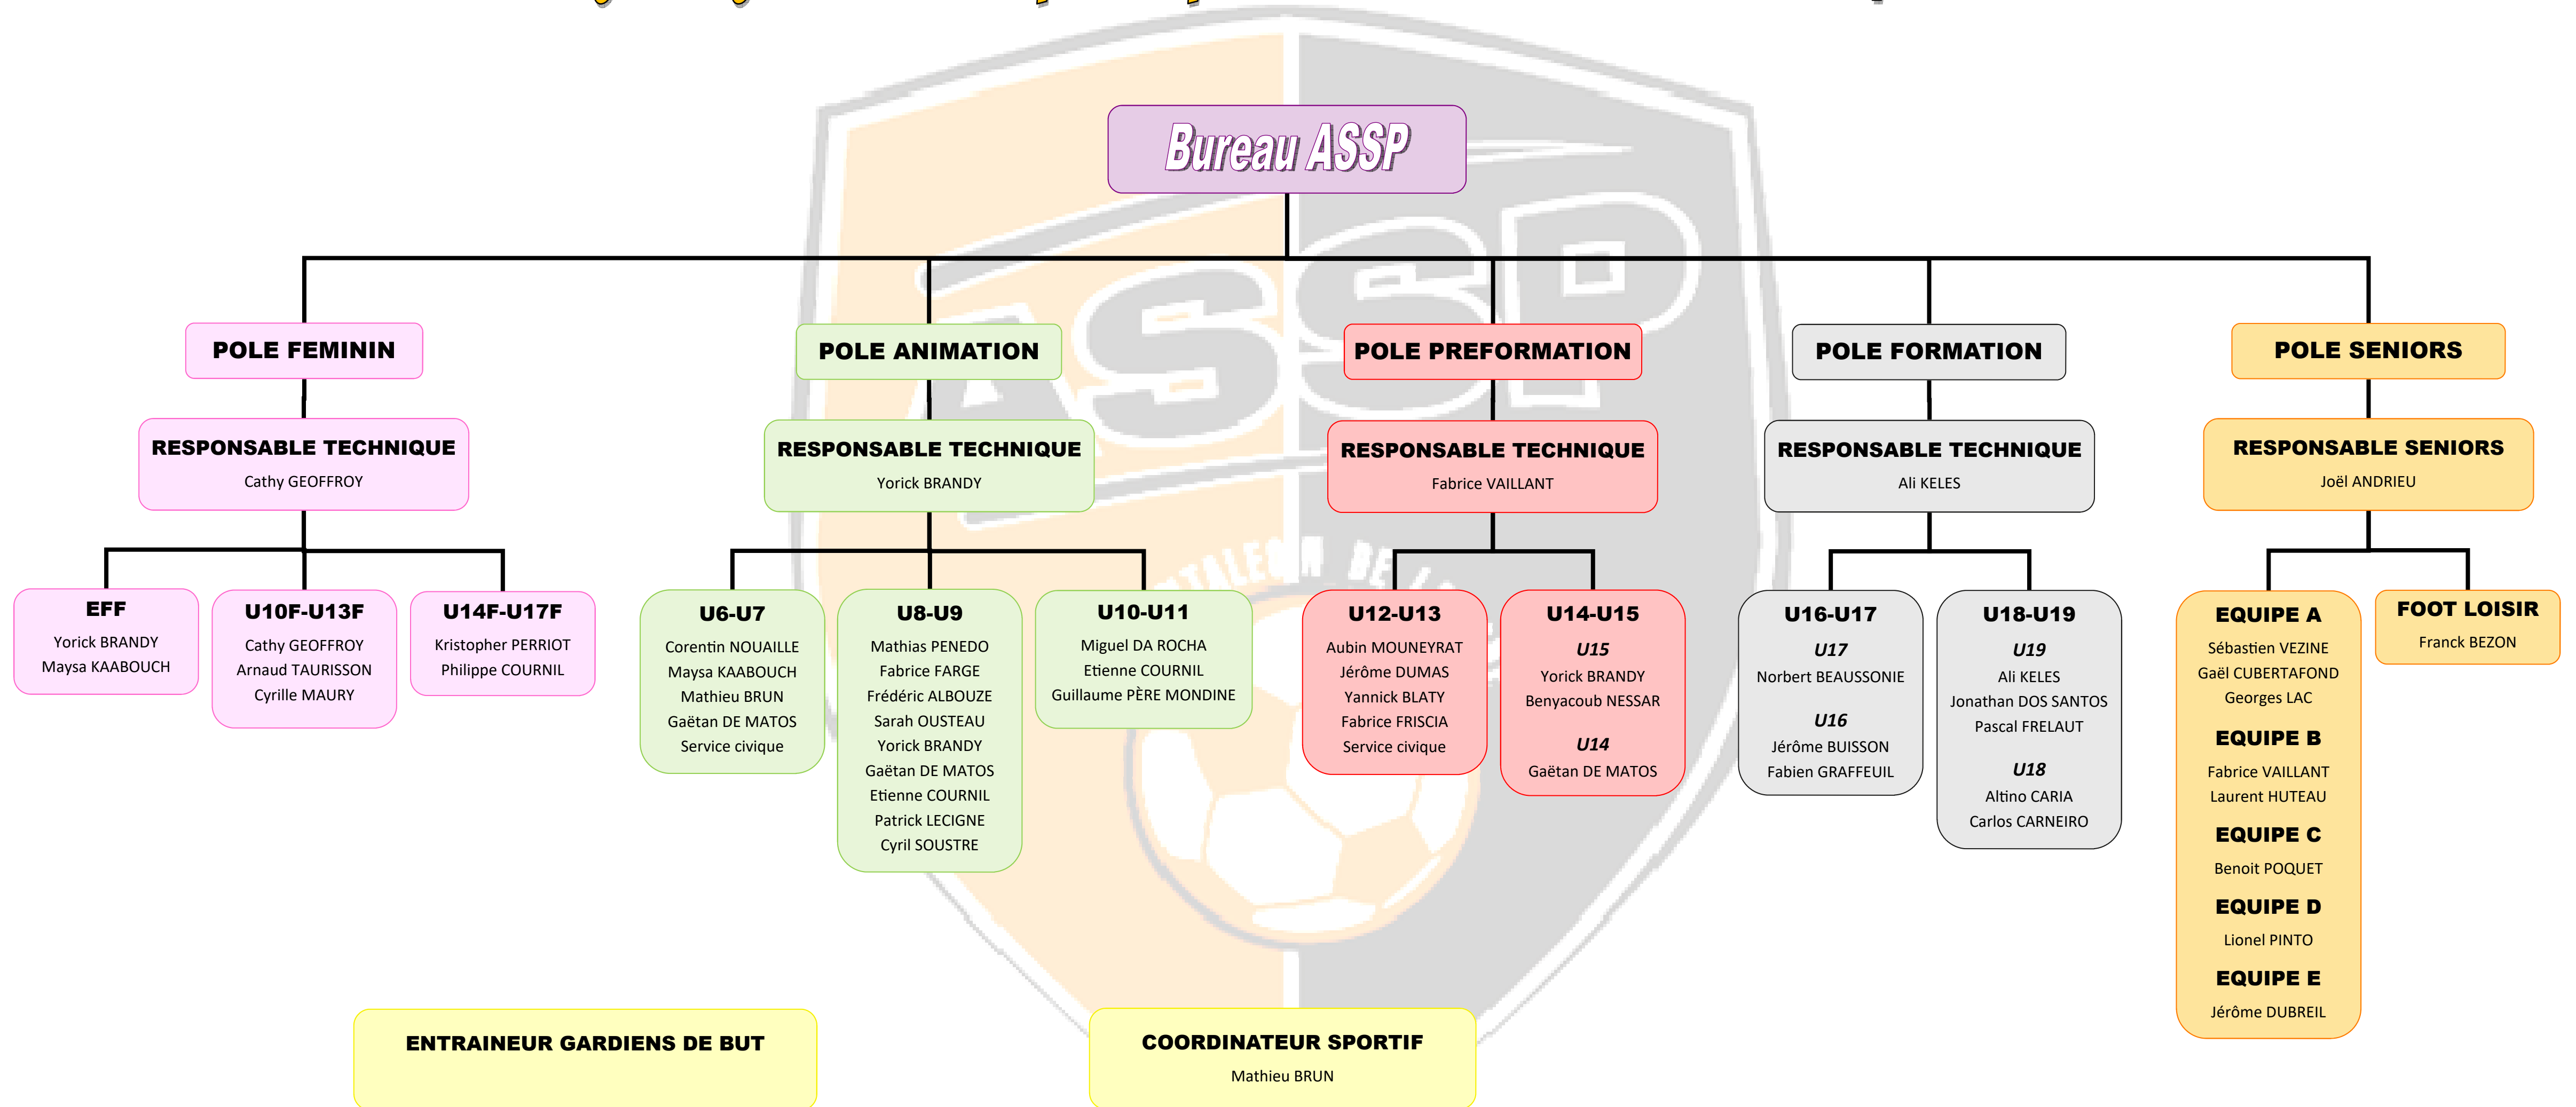 Bureau ASSP
ASSP
POLE FEMININ
RESPONSABLE TECHNIQUE
Cathy GEOFFROY
EFF
Yorick BRANDY
Maysa KAABOUCH
U10F-U13F
Cathy GEOFFROY
Arnaud TAURISSON
Cyrille MAURY
U14F-U17F
Kristopher PERRIOT
Philippe COURNIL
POLE ANIMATION
RESPONSABLE TECHNIQUE
Yorick BRANDY
U6-U7
Corentin NOUAILLE
Maysa KAABOUCH
Mathieu BRUN
Gaëtan DE MATOS
Service civique
U8-U9
Mathias PENEDO
Fabrice FARGE
Frédéric ALBOUZE
Sarah OUSTEAU
Yorick BRANDY
Gaëtan DE MATOS
Etienne COURNIL
Patrick LECIGNE
Cyril SOUSTRE
U10-U11
Miguel DA ROCHA
Etienne COURNIL
Guillaume PÈRE MONDINE
POLE PREFORMATION
RESPONSABLE TECHNIQUE
Fabrice VAILLANT
U12-U13
Aubin MOUNEYRAT
Jérôme DUMAS
Yannick BLATY
Fabrice FRISCIA
Service civique
U14-U15
U15
Yorick BRANDY
Benyacoub NESSAR
U14
Gaëtan DE MATOS
POLE FORMATION
RESPONSABLE TECHNIQUE
Ali KELES
U16-U17
U17
Norbert BEAUSSONIE
U16
Jérôme BUISSON
Fabien GRAFFEUIL
U18-U19
U19
Ali KELES
Jonathan DOS SANTOS
Pascal FRELAUT
U18
Altino CARIA
Carlos CARNEIRO
POLE SENIORS
RESPONSABLE SENIORS
Joël ANDRIEU
EQUIPE A
Sébastien VEZINE
Gaël CUBERTAFOND
Georges LAC
EQUIPE B
Fabrice VAILLANT
Laurent HUTEAU
EQUIPE C
Benoit POQUET
EQUIPE D
Lionel PINTO
EQUIPE E
Jérôme DUBREIL
FOOT LOISIR
Franck BEZON
ENTRAINEUR GARDIENS DE BUT
COORDINATEUR SPORTIF
Mathieu BRUN